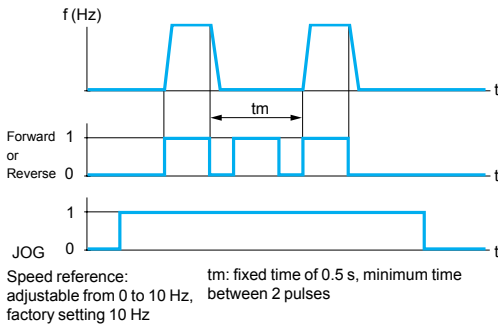 f (Hz)
t
tm
Forward 1
or
Reverse 0
t
1
JOG 0
t
Speed reference:
adjustable from 0 to 10 Hz,
factory setting 10 Hz
tm: fixed time of 0.5 s, minimum time
between 2 pulsys